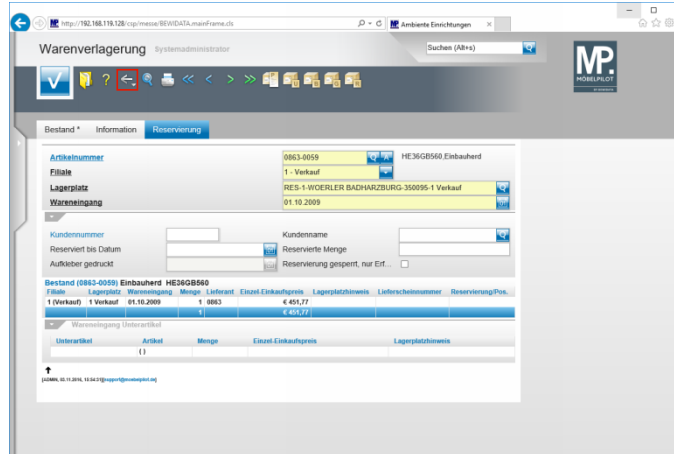 http://192.168.119.128/csp/messe/BEWIDATA.mainFrame.cls
Ambiente Einrichtungen
Warenverlagerung Systemadministrator
Suchen (Alt+s)
MP.
MÖBELPILOT
Bestand * Information Reservierung
Artikelnummer 0863-0059 HE36GB560,Einbauherd
Filiale 1 - Verkauf
Lagerplatz RES-1-WOERLER BADHARZBURG-350095-1 Verkauf
Wareneingang 01.10.2009
Kundennummer Kundenname
Reserviert bis Datum Reservierte Menge
Aufkleber gedruckt Reservierung gesperrt, nur Erf...
Bestand (0863-0059) Einbauherd HE36GB560
Filiale Lagerplatz Wareneingang Menge Lieferant Einzel-Einkaufspreis Lagerplatzhinweis Lieferscheinnummer Reservierung/Pos.
1 (Verkauf) 1 Verkauf 01.10.2009 1 0863 € 451,77
1 € 451,77
Wareneingang Unterartikel
Unterartikel Artikel Menge Einzel-Einkaufspreis Lagerplatzhinweis
( )